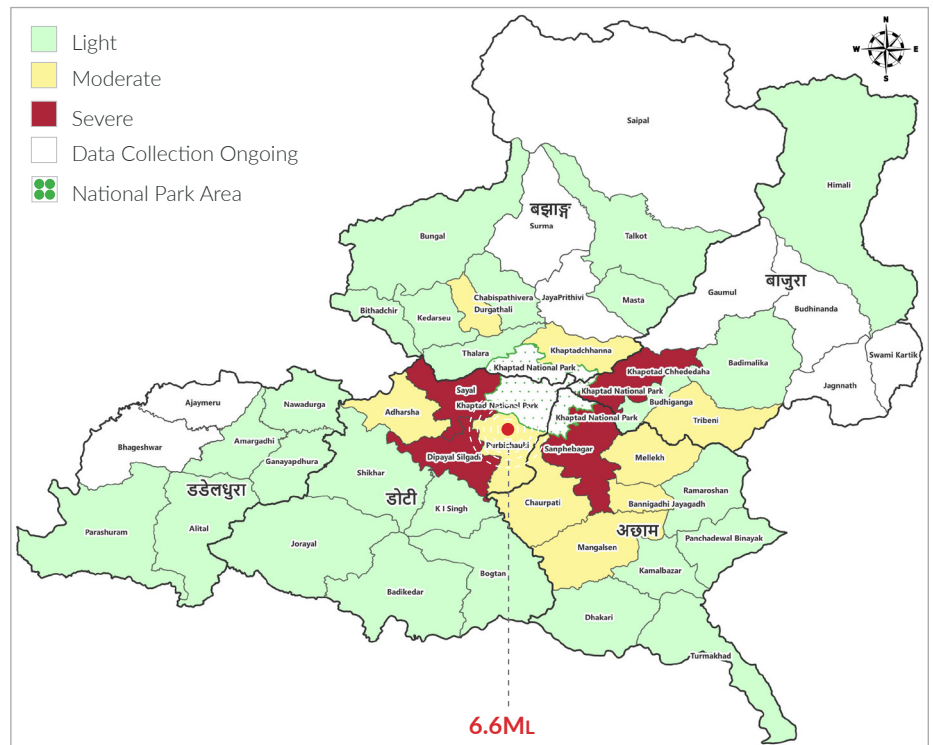 Light
Moderate
Severe
Data Collection Ongoing
National Park Area
N
W
E
S
Saipal
Himali
बझाङ्ग
Surma
Bungal
Talkot
बाजुरा
Gaumul
Budhinanda
Chabispathivera
JayaPrithivi
Masta
Durgathali
Bithadchir
Kedarseu
Swami Kartik
Thalara
Khaptadchhanna
Badimalika
Khaptad National Park
Khapotad Chhededaha
Jagnnath
Sayal
Khaptad National Park
Ajaymeru
Nawadurga
Khaptad National Park
Budhiganga
Adharsha
Khaptad National Park
Tribeni
Amargadhi
Bhageshwar
Purbichauki
Sanphebagar
Dipayal Silgadi
Mellekh
Ganayapdhura
Shikhar
डडेलधुरा
डोटी
Ramaroshan
Chaurpati
Bannigadhi Jayagadh
K I Singh
Parashuram
Alital
अछाम
Panchadewal Binayak
Jorayal
Mangalsen
Kamalbazar
Bogtan
Badikedar
Dhakari
Turmakhad
6.6ML